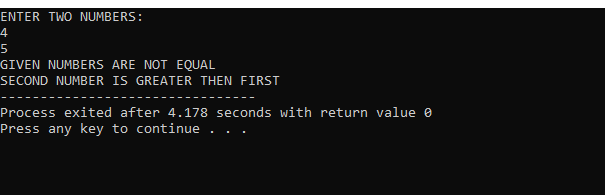 ENTER TWO NUMBERS:
4
5
GIVEN NUMBERS ARE NOT EQUAL
SECOND NUMBER IS GREATER THEN FIRST
--------------------------------
Process exited after 4.178 seconds with return value 0
Press any key to continue . . .